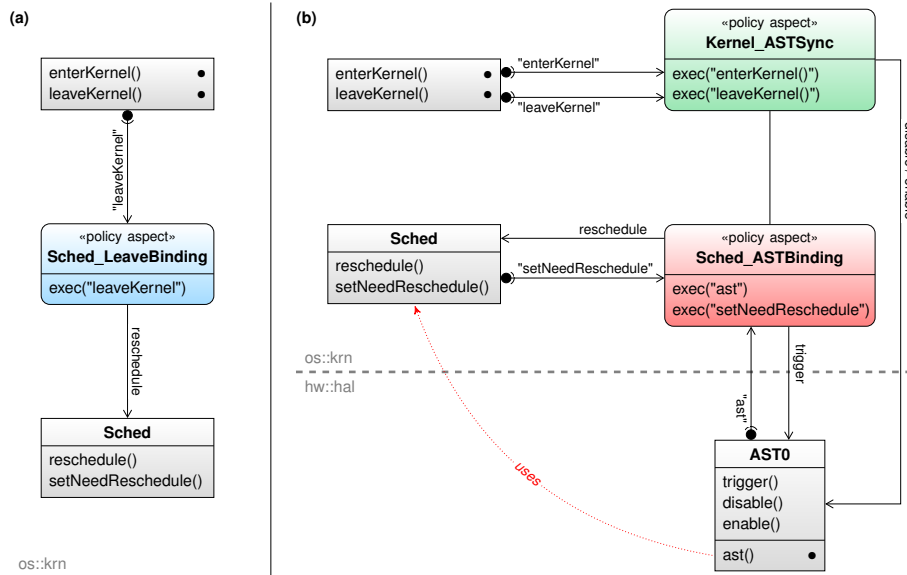 (a)
enterKernel()
leaveKernel()
"leaveKernel"
«policy aspect»
Sched_LeaveBinding
exec("leaveKernel")
reschedule
Sched
reschedule()
setNeedReschedule()
os::krn
(b)
enterKernel()
leaveKernel()
"enterKernel"
"leaveKernel"
«policy aspect»
Kernel_ASTSync
exec("enterKernel()")
exec("leaveKernel()")
Sched
reschedule()
setNeedReschedule()
reschedule
"setNeedReschedule"
«policy aspect»
Sched_ASTBinding
exec("ast")
exec("setNeedReschedule")
os::krn
hw::hal
"ast"
trigger
uses
AST0
trigger()
disable()
enable()
ast()